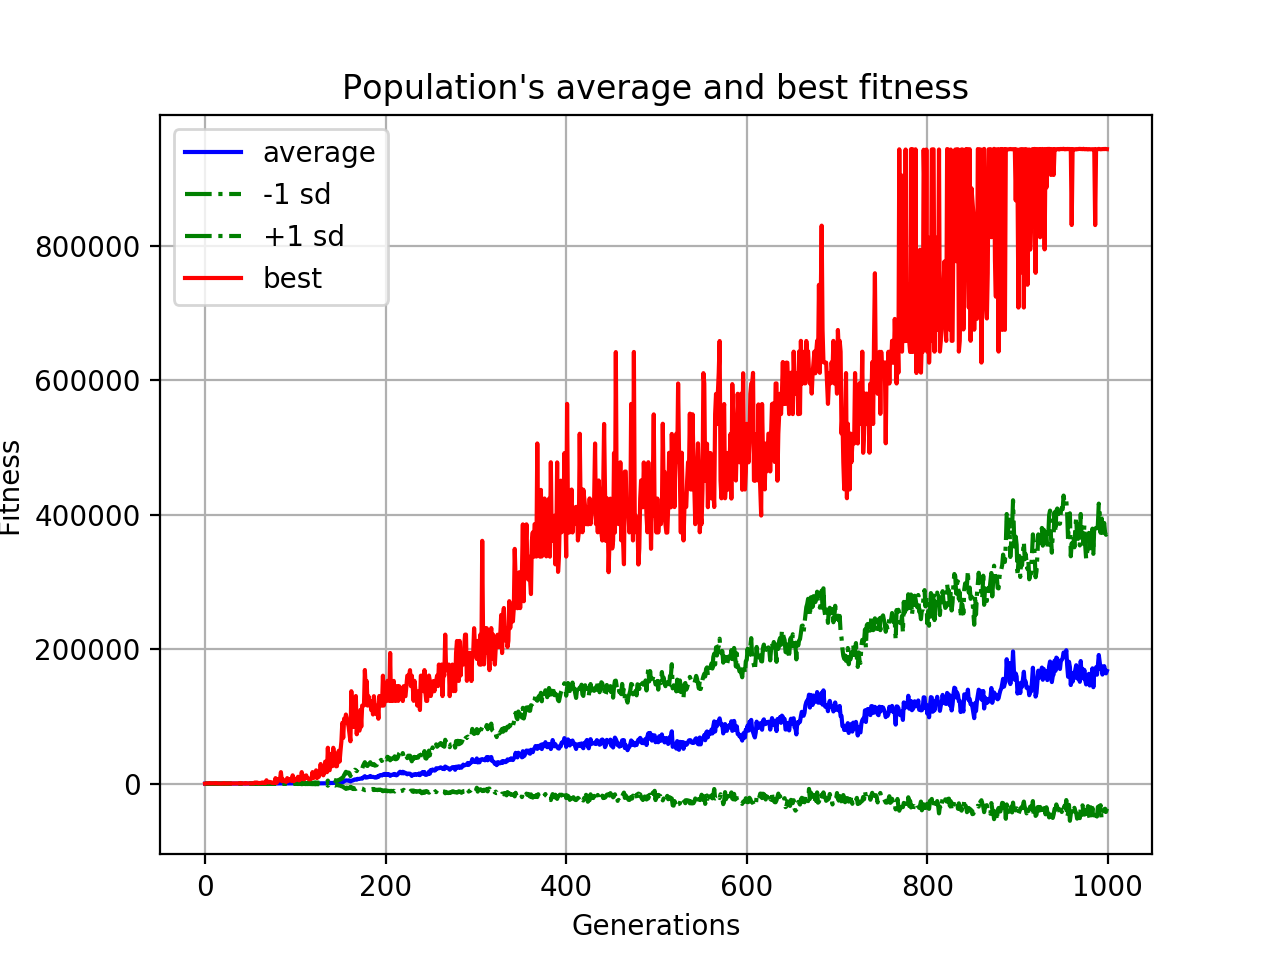 Population's average and best fitness
average
-1 sd
+1 sd
best
800000
600000
400000
200000
0
Fitness
0 200 400 600 800 1000
Generations